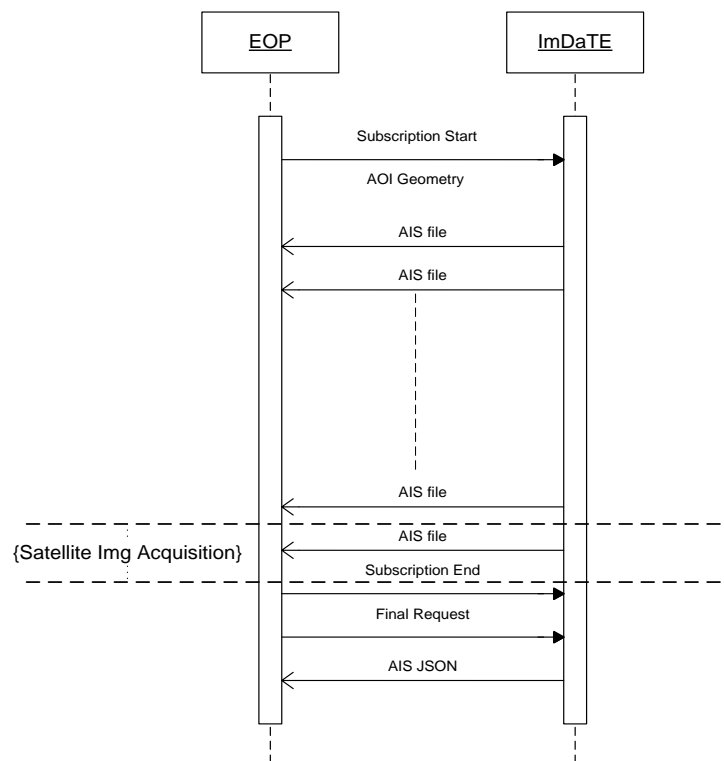 EOP
ImDaTE
Subscription Start
AOI Geometry
AIS file
AIS file
AIS file
AIS file
{Satellite Img Acquisition}
Subscription End
Final Request
AIS JSON